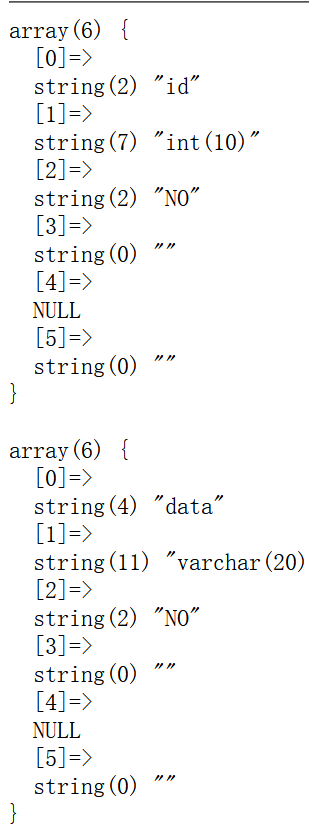 array(6) {
  [0]=>
  string(2) "id"
  [1]=>
  string(7) "int(10)"
  [2]=>
  string(2) "NO"
  [3]=>
  string(0) ""
  [4]=>
  NULL
  [5]=>
  string(0) ""
}
array(6) {
  [0]=>
  string(4) "data"
  [1]=>
  string(11) "varchar(20)
  [2]=>
  string(2) "NO"
  [3]=>
  string(0) ""
  [4]=>
  NULL
  [5]=>
  string(0) ""
}